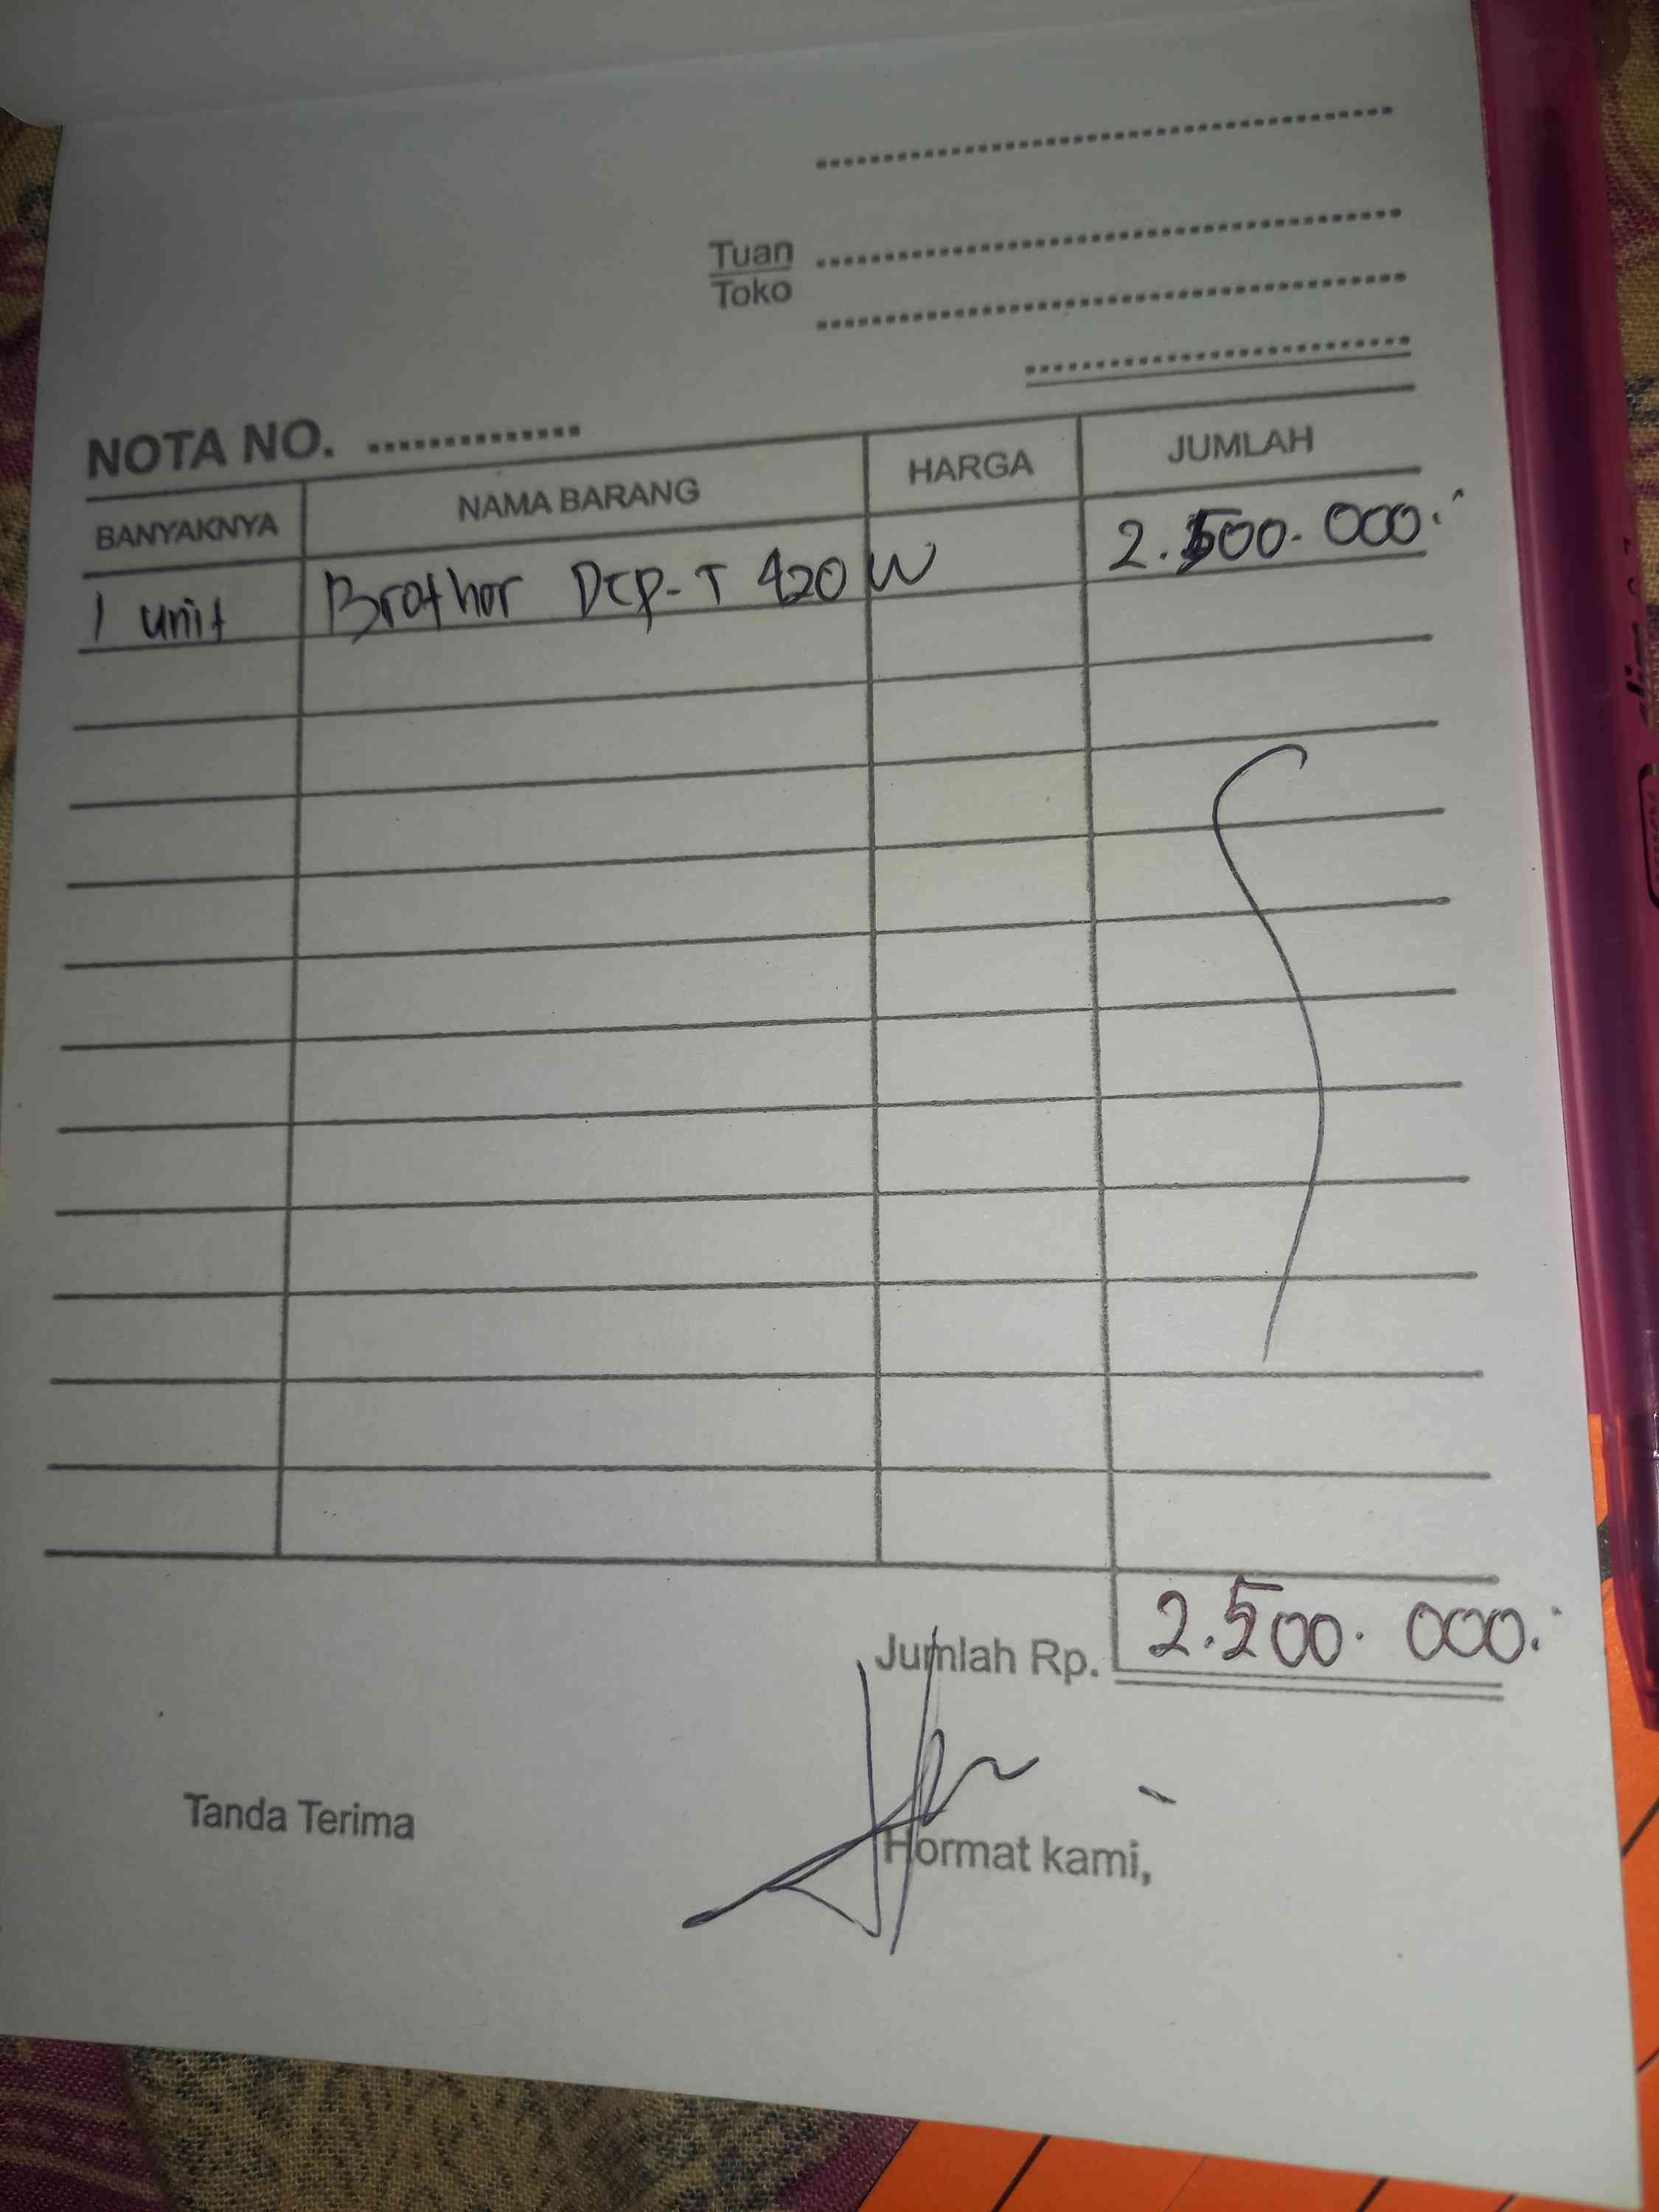 Tuan
Toko
NOTA NO. ..............
BANYAKNYA NAMA BARANG HARGA JUMLAH
1 unit Brother DCP-T 420 W 2.500.000.-
Jumlah Rp. 2.500.000.-
Tanda Terima
Hormat kami,